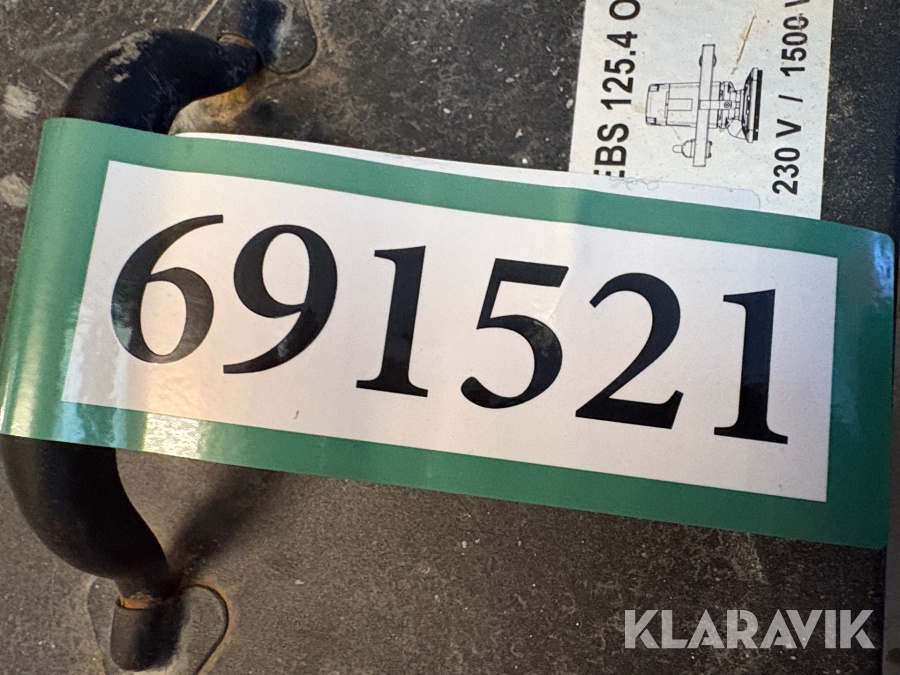 EBS 125.4 O
230 V / 1500 W
691521
KLARAVIK